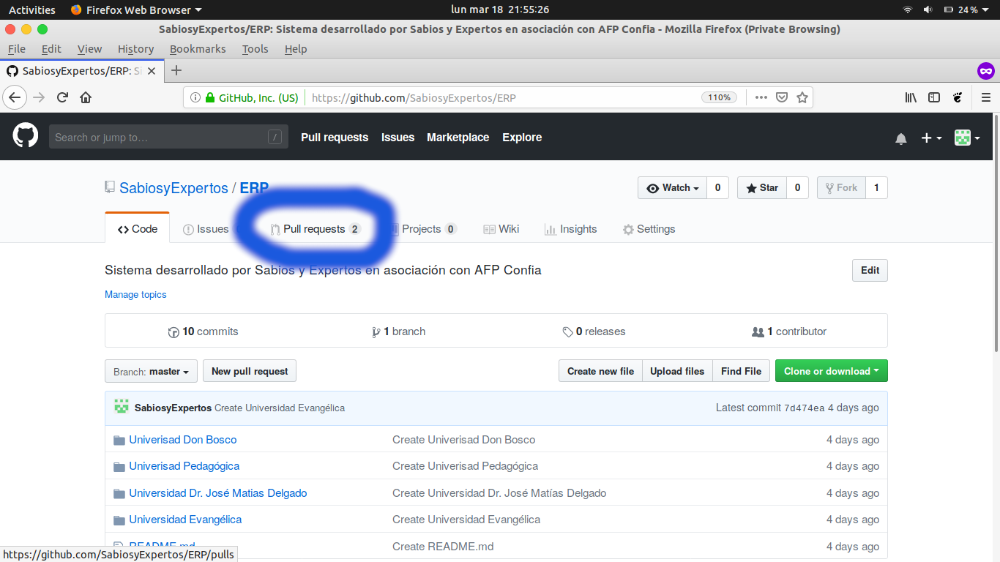 Activities Firefox Web Browser lun mar 18 21:55:26 24%
SabiosyExpertos/ERP: Sistema desarrollado por Sabios y Expertos en asociación con AFP Confia - Mozilla Firefox (Private Browsing)
File Edit View History Bookmarks Tools Help
SabiosyExpertos/ERP: Si
GitHub, Inc. (US) https://github.com/SabiosyExpertos/ERP 110%
Search or jump to… / Pull requests Issues Marketplace Explore
SabiosyExpertos / ERP Watch 0 Star 0 Fork 1
Code Issues Pull requests 2 Projects 0 Wiki Insights Settings
Sistema desarrollado por Sabios y Expertos en asociación con AFP Confia Edit
Manage topics
10 commits 1 branch 0 releases 1 contributor
Branch: master New pull request Create new file Upload files Find File Clone or download
SabiosyExpertos Create Universidad Evangélica Latest commit 7d474ea 4 days ago
Univerisad Don Bosco Create Univerisad Don Bosco 4 days ago
Univerisad Pedagógica Create Univerisad Pedagógica 4 days ago
Universidad Dr. José Matias Delgado Create Universidad Dr. José Matías Delgado 4 days ago
Universidad Evangélica Create Universidad Evangélica 4 days ago
README.md Create README.md 4 days ago
https://github.com/SabiosyExpertos/ERP/pulls